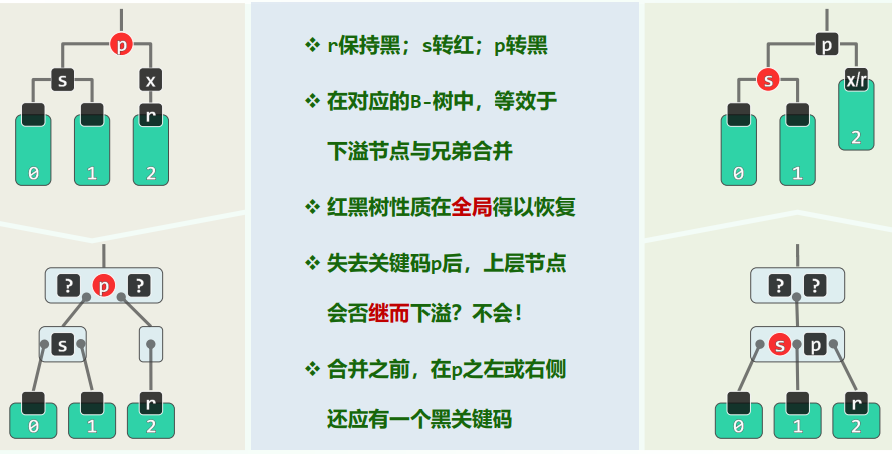 p
s
x
r
0
1
2
? p ?
s
r
0
1
2
❖ r保持黑；s转红；p转黑
❖ 在对应的B-树中，等效于
下溢节点与兄弟合并
❖ 红黑树性质在全局得以恢复
❖ 失去关键码p后，上层节点
会否继而下溢？不会！
❖ 合并之前，在p之左或右侧
还应有一个黑关键码
p
s
x/r
0
1
2
? ?
s p
r
0
1
2